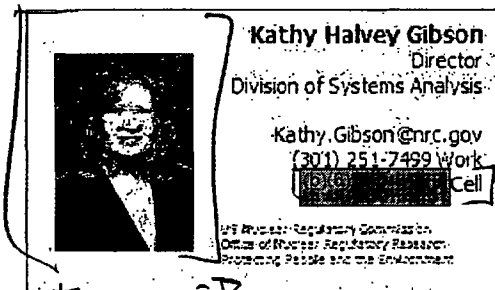 Kathy Halvey Gibson
Director
Division of Systems Analysis
Kathy.Gibson@nrc.gov
(301) 251-7499 Work
(b)(6) Cell
US Nuclear Regulatory Commission
Office of Nuclear Regulatory Research
Protecting People and the Environment